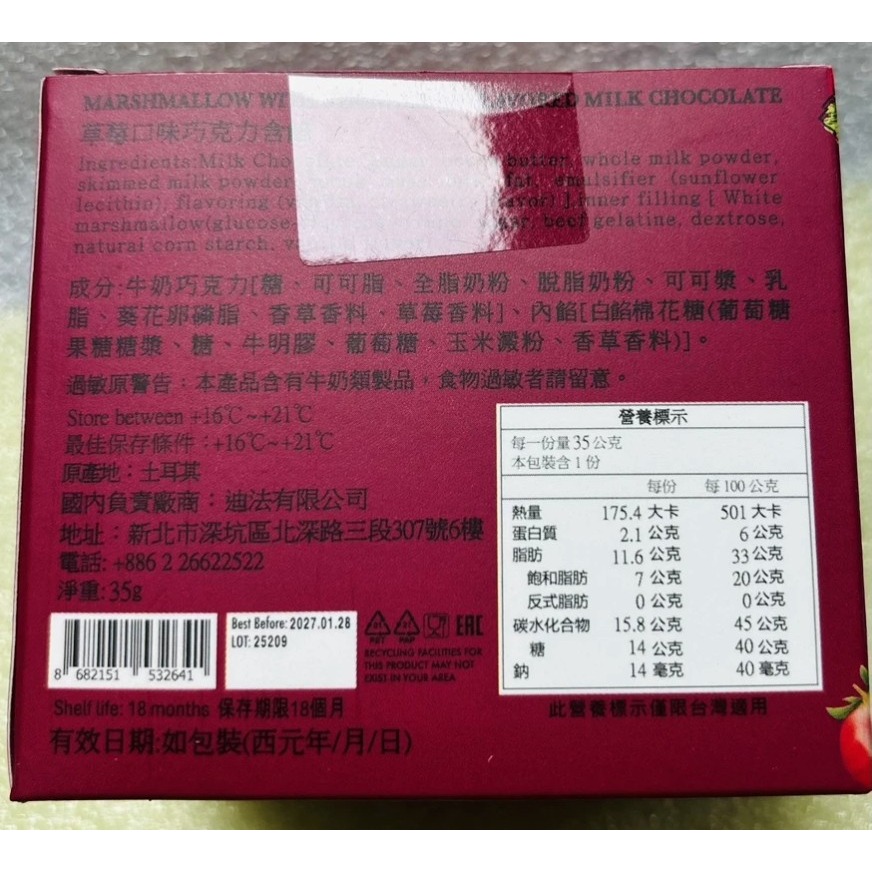 MARSHMALLOW WI AVORED MILK CHOCOLATE
草莓口味巧克力含餡
Ingredients:Milk Chocolate butter, whole milk powder,
skimmed milk powder fat, emulsifier (sunflower
lecithin), flavoring flavor) ],inner filling [ White
marshmallow(glucose- beef gelatine, dextrose,
natural corn starch,
成分:牛奶巧克力[糖、可可脂、全脂奶粉、脫脂奶粉、可可漿、乳
脂、葵花卵磷脂、香草香料、草莓香料]、內餡[白餡棉花糖(葡萄糖
果糖糖漿、糖、牛明膠、葡萄糖、玉米澱粉、香草香料)]。
過敏原警告：本產品含有牛奶類製品，食物過敏者請留意。
Store between +16℃~+21℃
最佳保存條件：+16℃~+21℃
原產地：土耳其
國內負責廠商：迪法有限公司
地址：新北市深坑區北深路三段307號6樓
電話: +886 2 26622522
淨重:35g
營養標示
每一份量35公克
本包裝含1份
每份 每100公克
熱量 175.4 大卡 501 大卡
蛋白質 2.1 公克 6 公克
脂肪 11.6 公克 33 公克
飽和脂肪 7 公克 20 公克
反式脂肪 0 公克 0 公克
碳水化合物 15.8 公克 45 公克
糖 14 公克 40 公克
鈉 14 毫克 40 毫克
此營養標示僅限台灣適用
8 682151 532641
Best Before: 2027.01.28
LOT: 25209
PET PAP EAC
RECYCLING FACILITIES FOR
THIS PRODUCT MAY NOT
EXIST IN YOUR AREA
Shelf life: 18 months 保存期限18個月
有效日期:如包裝(西元年/月/日)